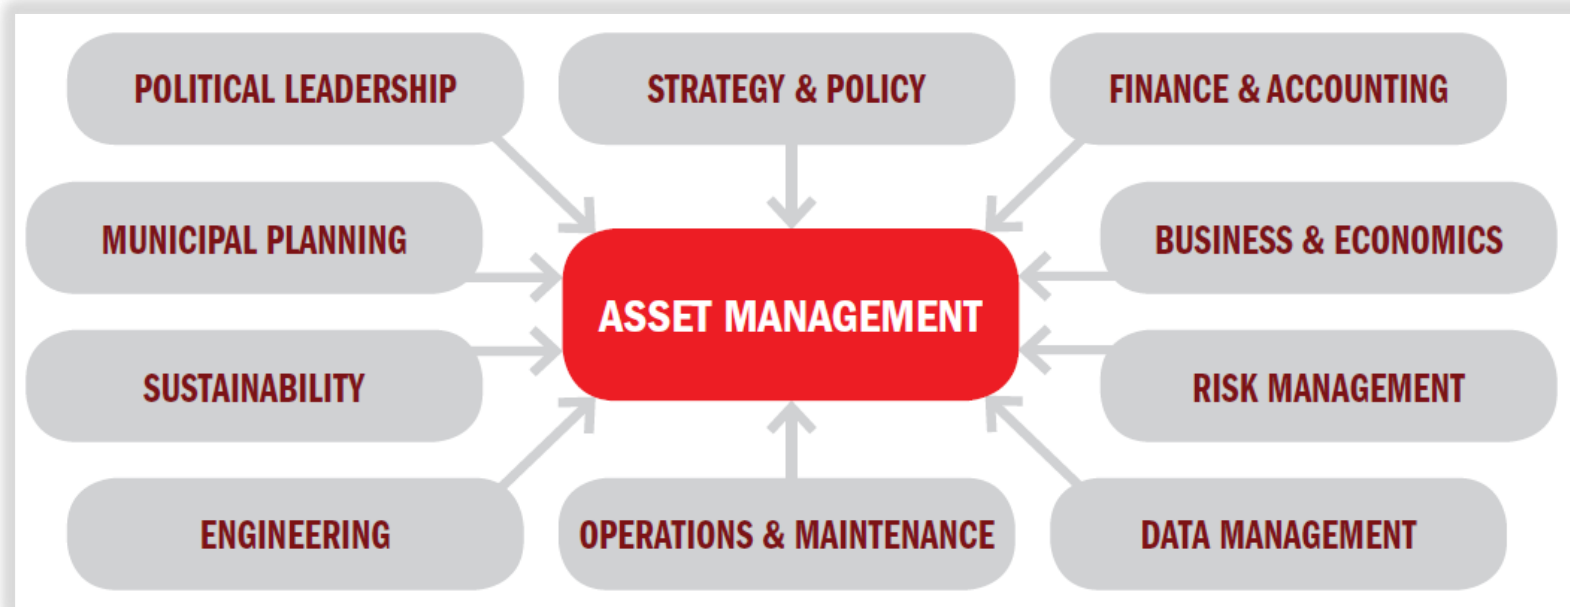 POLITICAL LEADERSHIP
STRATEGY & POLICY
FINANCE & ACCOUNTING
MUNICIPAL PLANNING
BUSINESS & ECONOMICS
ASSET MANAGEMENT
SUSTAINABILITY
RISK MANAGEMENT
ENGINEERING
OPERATIONS & MAINTENANCE
DATA MANAGEMENT